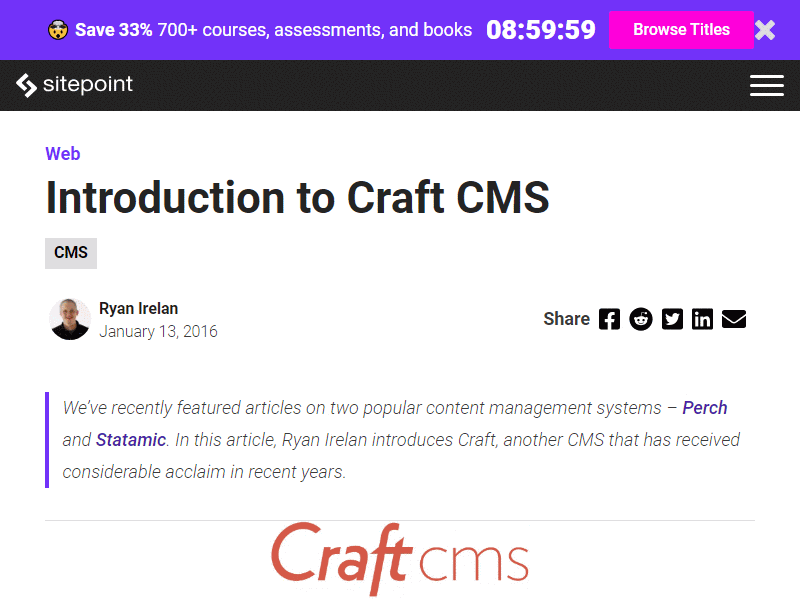 Save 33% 700+ courses, assessments, and books 08:59:59 Browse Titles
sitepoint
Web
Introduction to Craft CMS
CMS
Ryan Irelan
January 13, 2016
Share
We’ve recently featured articles on two popular content management systems – Perch
and Statamic. In this article, Ryan Irelan introduces Craft, another CMS that has received
considerable acclaim in recent years.
Craft cms